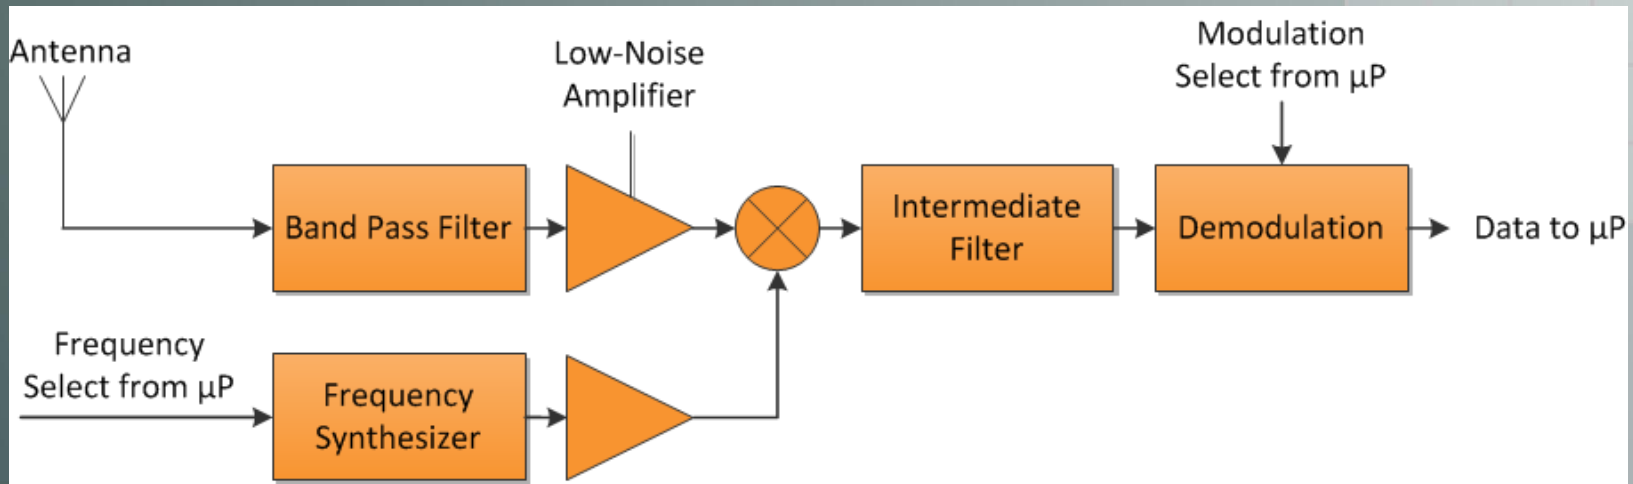 Antenna
Low-Noise
Amplifier
Modulation
Select from µP
Band Pass Filter
Intermediate
Filter
Demodulation
Data to µP
Frequency
Select from µP
Frequency
Synthesizer